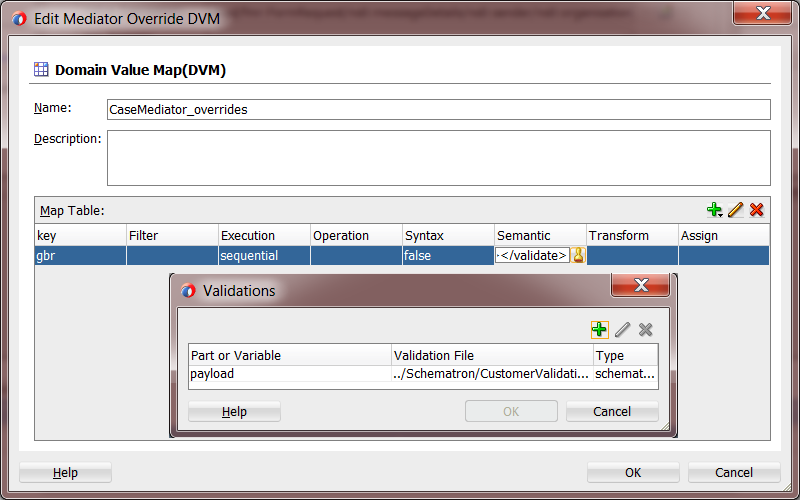 Edit Mediator Override DVM
Domain Value Map(DVM)
Name: CaseMediator_overrides
Description:
Map Table:
key Filter Execution Operation Syntax Semantic Transform Assign
gbr sequential false </validate>
Validations
Part or Variable Validation File Type
payload ../Schematron/CustomerValidati... schemat...
Help OK Cancel
Help OK Cancel